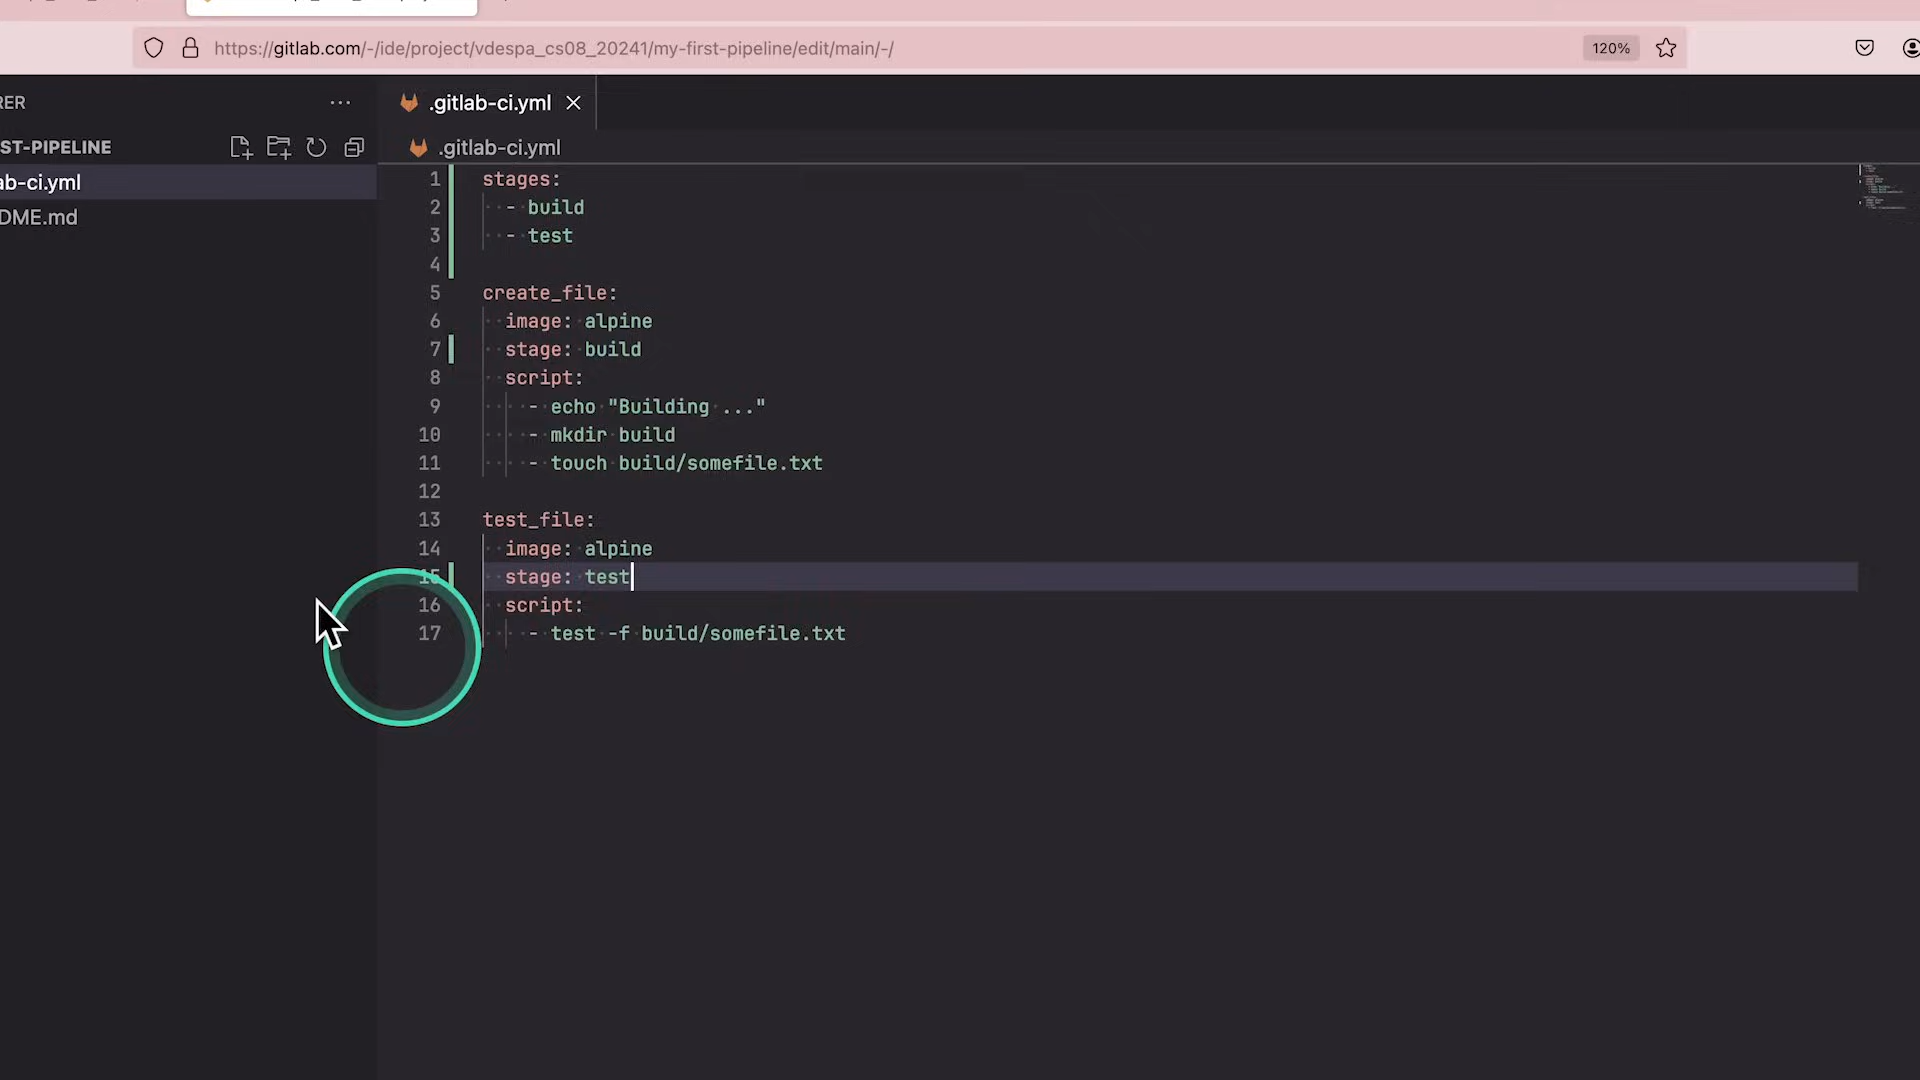 https://gitlab.com/-/ide/project/vdespa_cs08_20241/my-first-pipeline/edit/main/-/
120%
RER
ST-PIPELINE
ab-ci.yml
DME.md
.gitlab-ci.yml
.gitlab-ci.yml
1 stages:
2 - build
3 - test
4
5 create_file:
6 image: alpine
7 stage: build
8 script:
9 - echo "Building ..."
10 - mkdir build
11 - touch build/somefile.txt
12
13 test_file:
14 image: alpine
15 stage: test
16 script:
17 - test -f build/somefile.txt